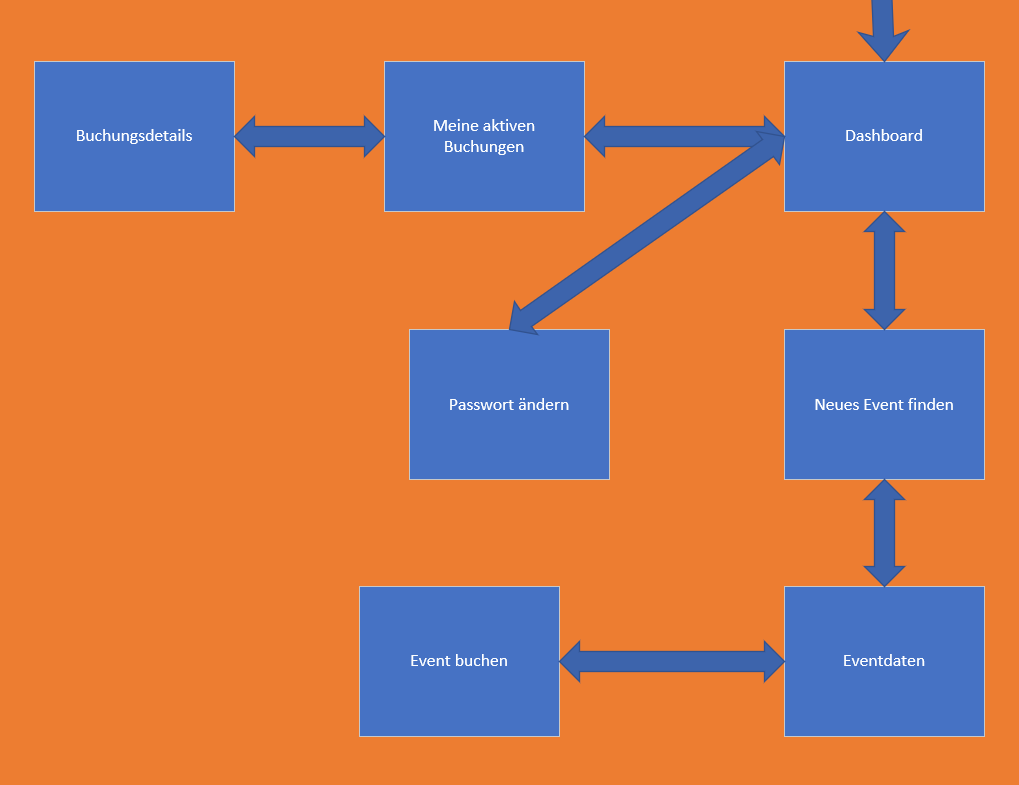 Buchungsdetails
Meine aktiven
Buchungen
Dashboard
Passwort ändern
Neues Event finden
Event buchen
Eventdaten